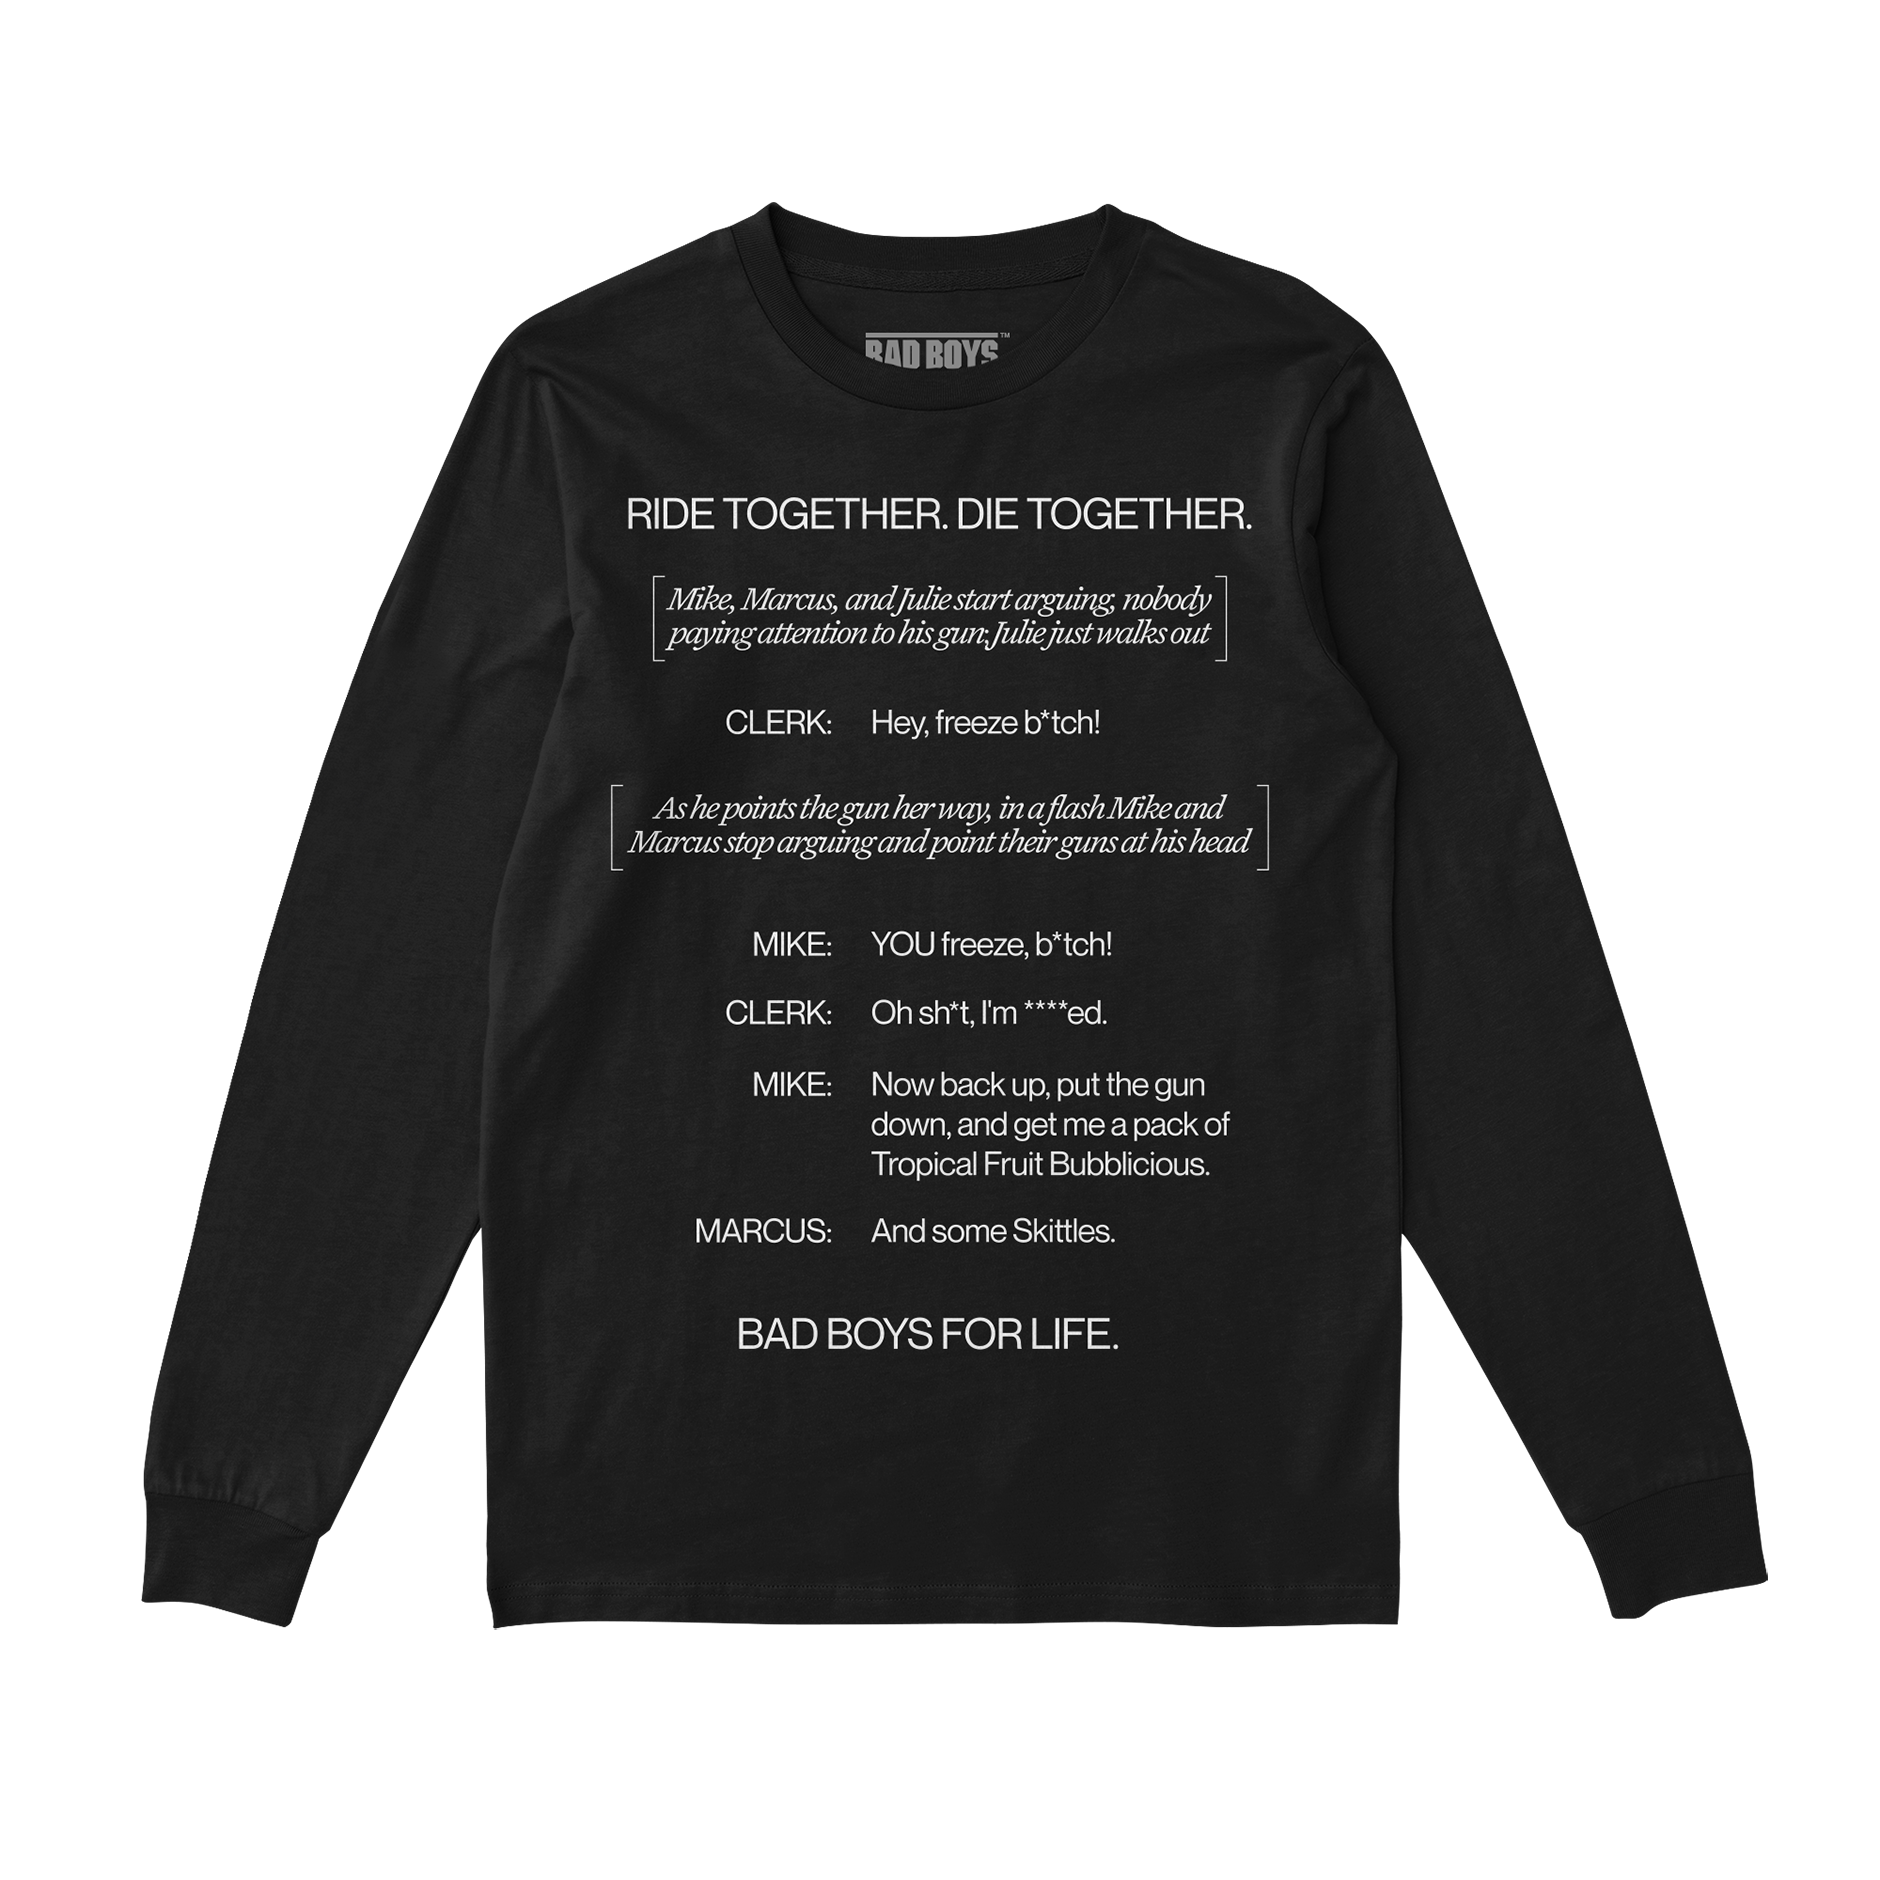 BAD BOYS™
RIDE TOGETHER. DIE TOGETHER.
Mike, Marcus, and Julie start arguing, nobody
paying attention to his gun; Julie just walks out
CLERK: Hey, freeze b*tch!
As he points the gun her way, in a flash Mike and
Marcus stop arguing and point their guns at his head
MIKE: YOU freeze, b*tch!
CLERK: Oh sh*t, I'm ****ed.
MIKE: Now back up, put the gun
down, and get me a pack of
Tropical Fruit Bubblicious.
MARCUS: And some Skittles.
BAD BOYS FOR LIFE.